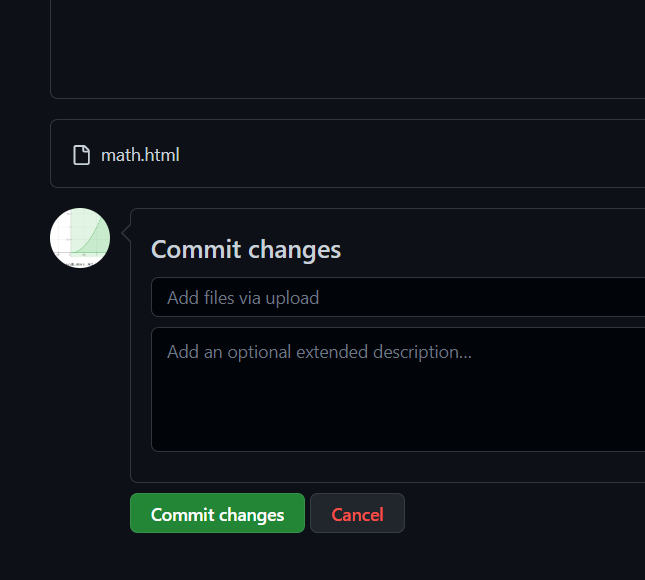 math.html
Commit changes
Add files via upload
Add an optional extended description...
Commit changes
Cancel